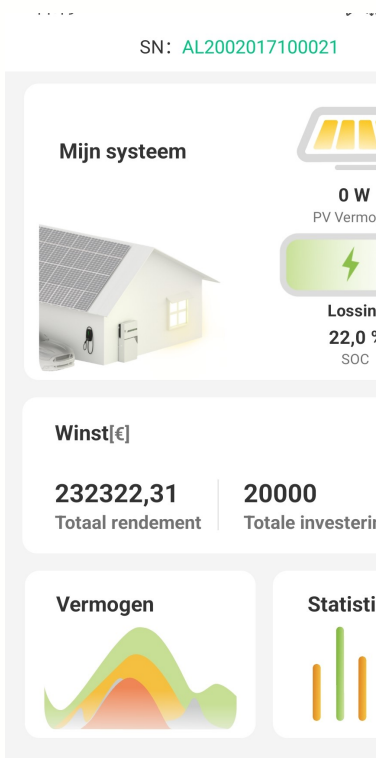 SN: AL2002017100021
Mijn systeem
0 W
PV Vermo
Lossin
22,0 %
SOC
Winst[€]
232322,31
20000
Totaal rendement
Totale investerin
Vermogen
Statisti